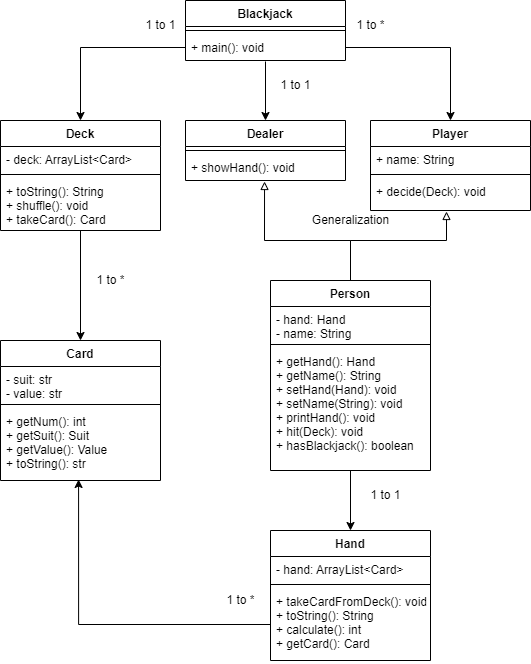 Blackjack
+ main(): void
1 to 1
1 to 1
1 to *
Deck
- deck: ArrayList<Card>
+ toString(): String
+ shuffle(): void
+ takeCard(): Card
Dealer
+ showHand(): void
Player
+ name: String
+ decide(Deck): void
Generalization
1 to *
Person
- hand: Hand
- name: String
+ getHand(): Hand
+ getName(): String
+ setHand(Hand): void
+ setName(String): void
+ printHand(): void
+ hit(Deck): void
+ hasBlackjack(): boolean
Card
- suit: str
- value: str
+ getNum(): int
+ getSuit(): Suit
+ getValue(): Value
+ toString(): str
1 to 1
1 to *
Hand
- hand: ArrayList<Card>
+ takeCardFromDeck(): void
+ toString(): String
+ calculate(): int
+ getCard(): Card